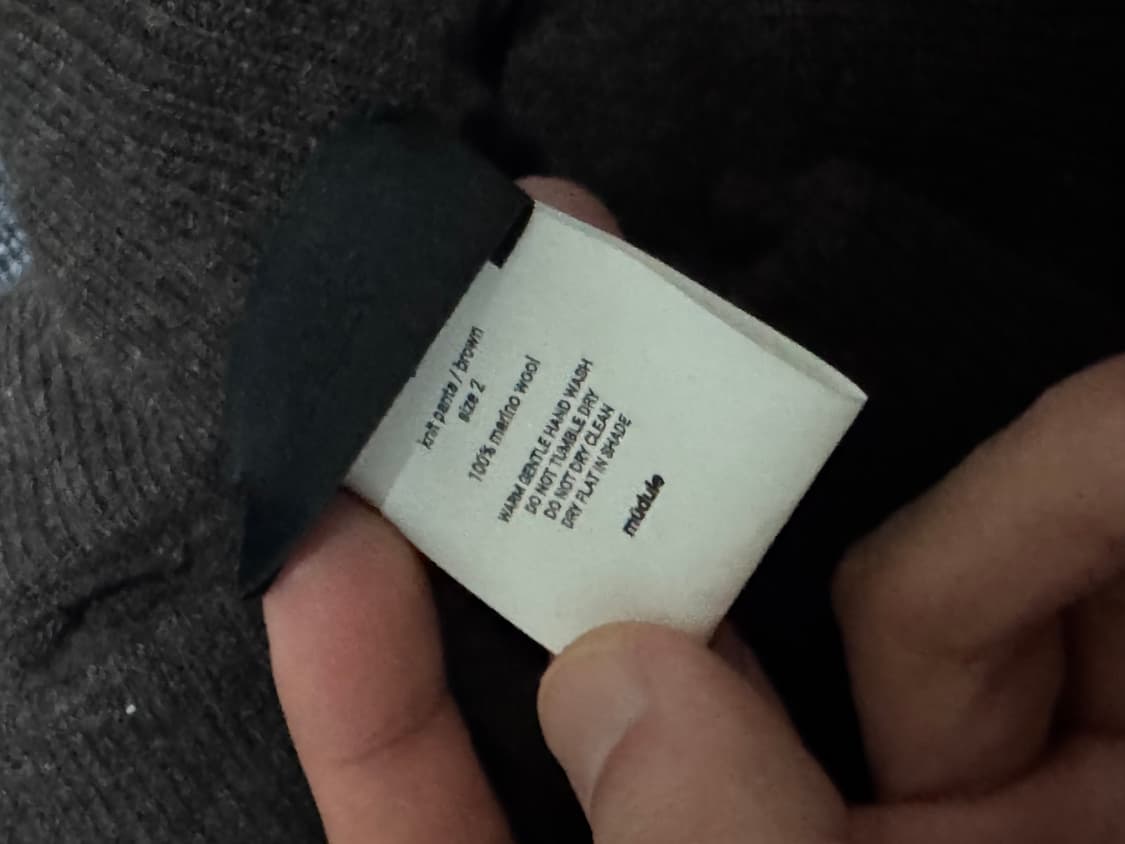 knit pants / brown
size 2
100% merino wool
WARM GENTLE HAND WASH
DO NOT TUMBLE DRY
DO NOT DRY CLEAN
DRY FLAT IN SHADE
mūdule